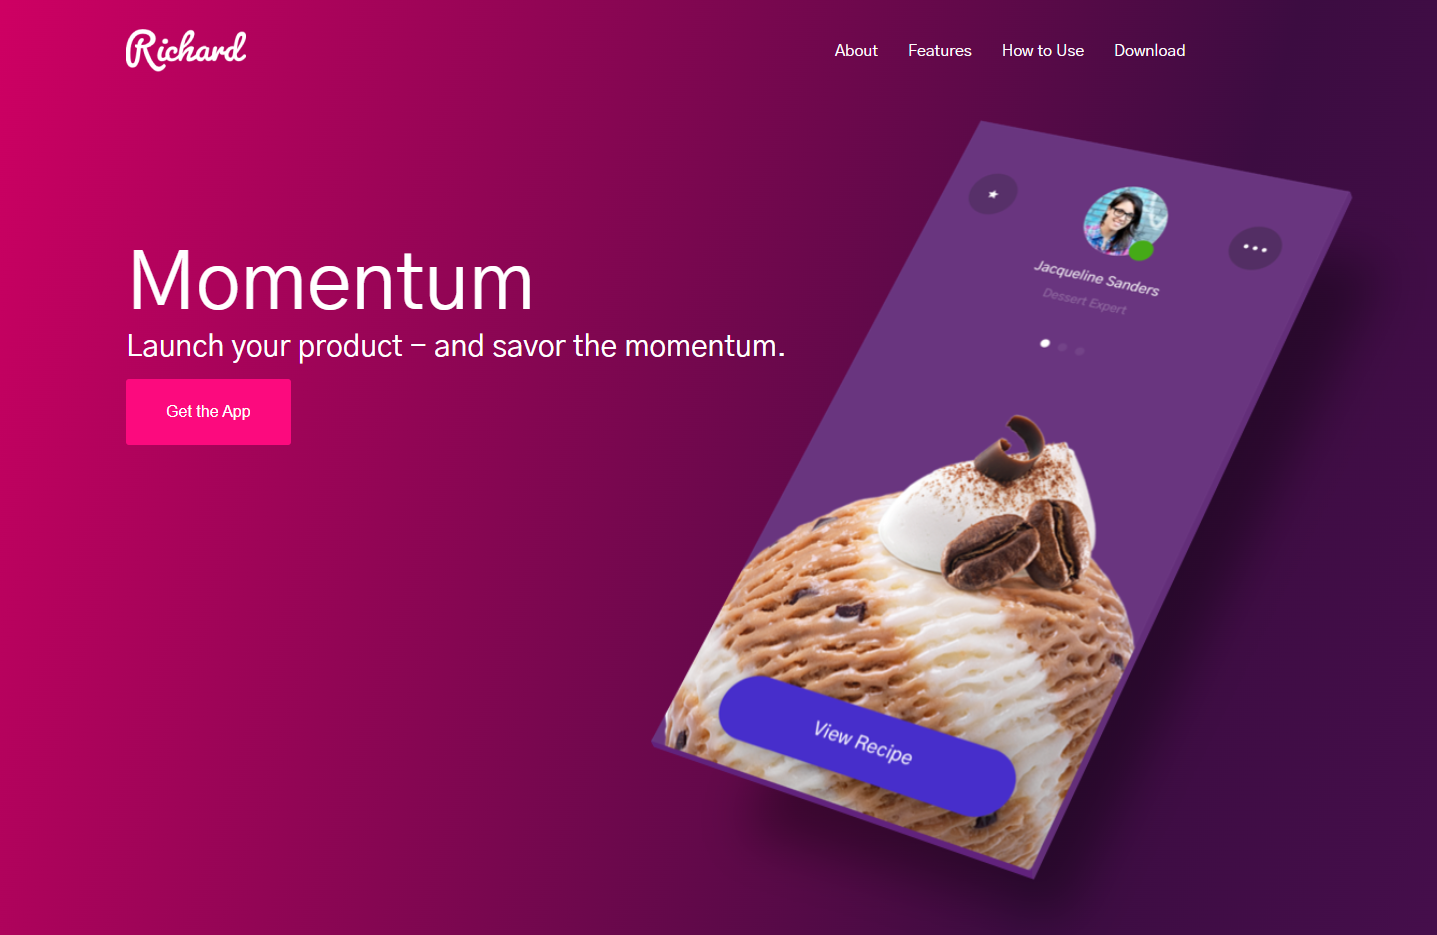 Richard
About Features How to Use Download
Momentum
Launch your product – and savor the momentum.
Get the App
Jacqueline Sanders
Dessert Expert
View Recipe